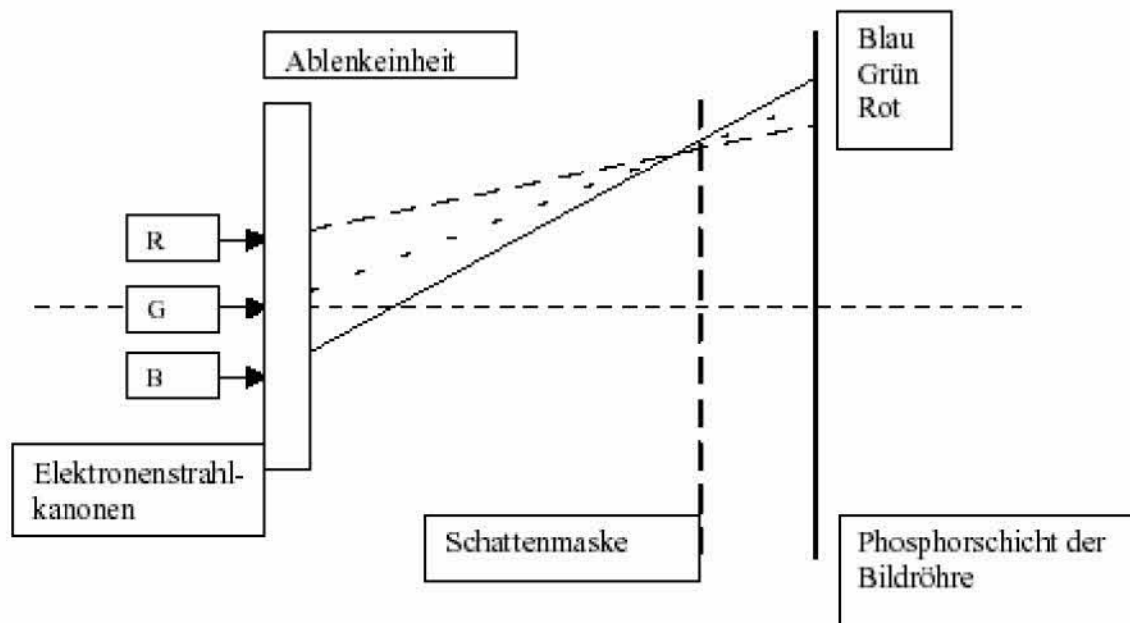 Ablenkeinheit
Blau
Grün
Rot
R
G
B
Elektronenstrahl-
kanonen
Schattenmaske
Phosphorschicht der
Bildröhre